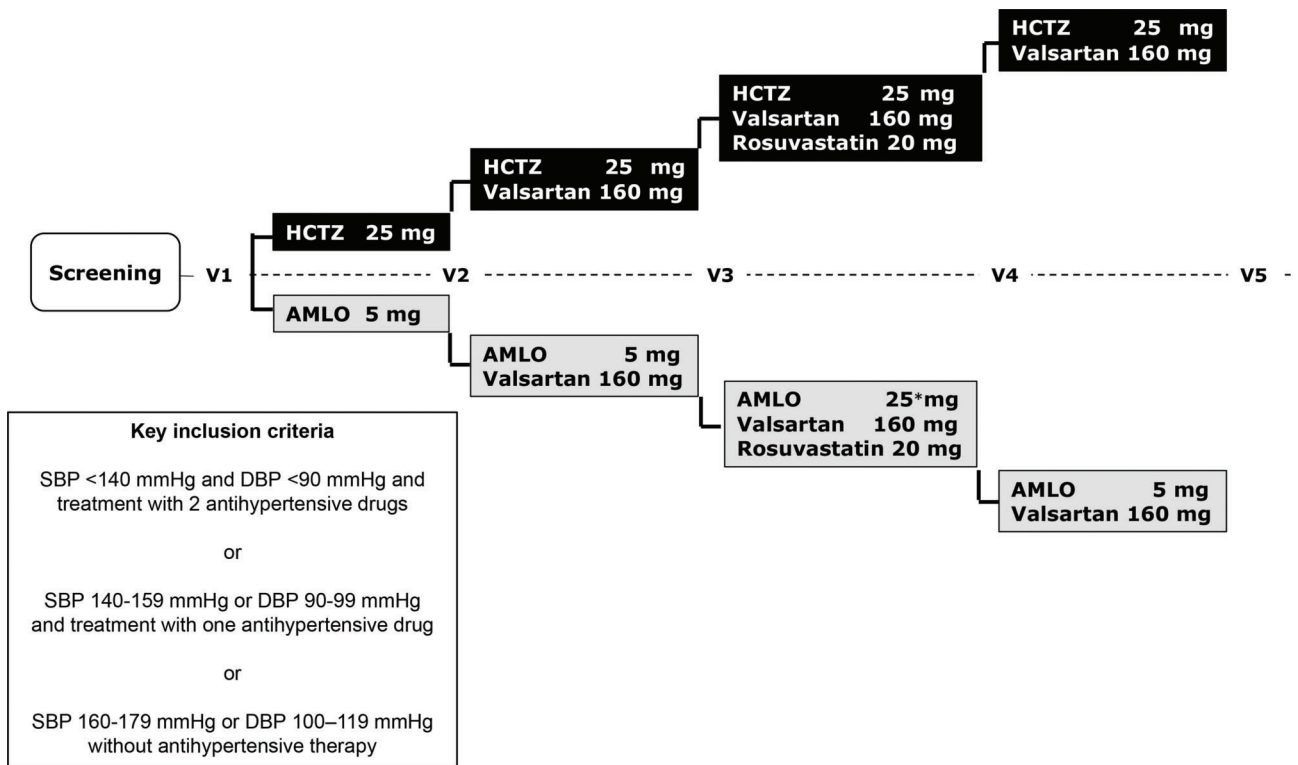 HCTZ 25 mg
Valsartan 160 mg
HCTZ 25 mg
Valsartan 160 mg
Rosuvastatin 20 mg
HCTZ 25 mg
Valsartan 160 mg
HCTZ 25 mg
Screening V1 V2 V3 V4 V5
AMLO 5 mg
AMLO 5 mg
Valsartan 160 mg
AMLO 25*mg
Valsartan 160 mg
Rosuvastatin 20 mg
AMLO 5 mg
Valsartan 160 mg
Key inclusion criteria
SBP <140 mmHg and DBP <90 mmHg and
treatment with 2 antihypertensive drugs
or
SBP 140-159 mmHg or DBP 90-99 mmHg
and treatment with one antihypertensive drug
or
SBP 160-179 mmHg or DBP 100–119 mmHg
without antihypertensive therapy